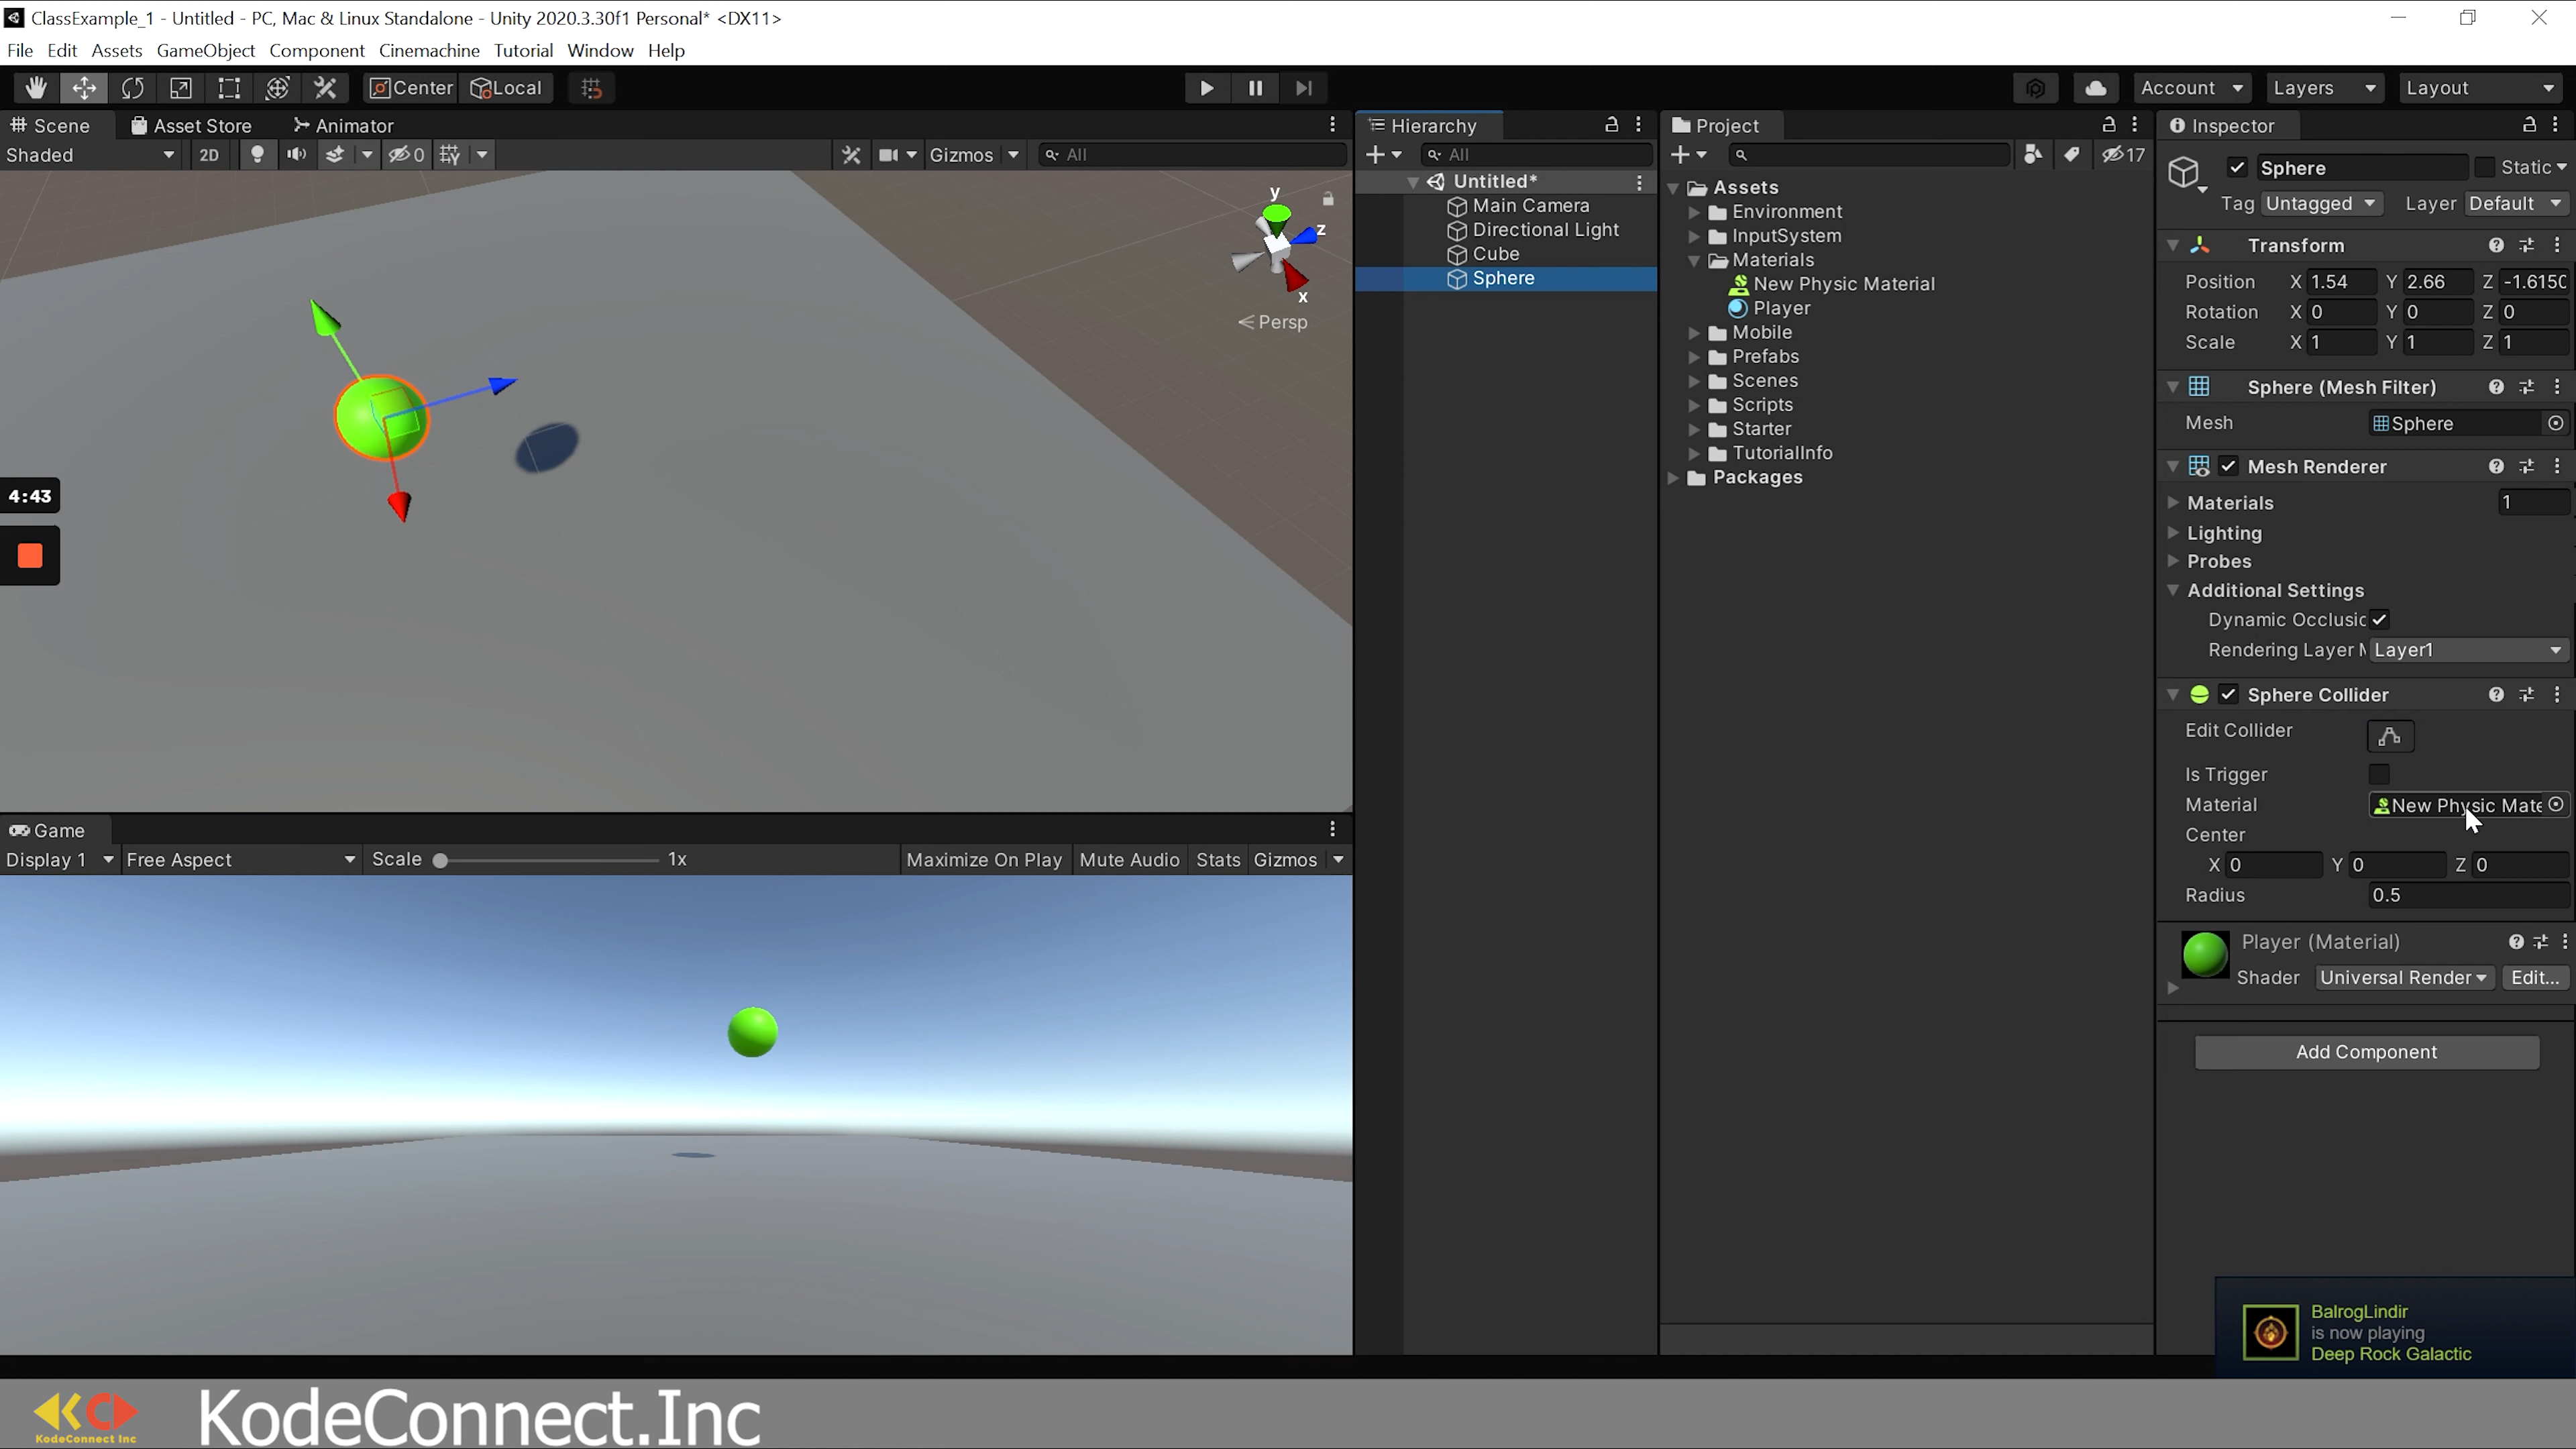 ClassExample_1 - Untitled - PC, Mac & Linux Standalone - Unity 2020.3.30f1 Personal* <DX11>
File Edit Assets GameObject Component Cinemachine Tutorial Window Help
Center Local Account Layers Layout
Scene Asset Store Animator
Shaded 2D 0 Gizmos All
y
z
x
Persp
4:43
Game
Display 1 Free Aspect Scale 1x Maximize On Play Mute Audio Stats Gizmos
Hierarchy
All
Untitled*
Main Camera
Directional Light
Cube
Sphere
Project
17
Assets
Environment
InputSystem
Materials
New Physic Material
Player
Mobile
Prefabs
Scenes
Scripts
Starter
TutorialInfo
Packages
Inspector
Sphere Static
Tag Untagged Layer Default
Transform
Position X 1.54 Y 2.66 Z -1.6150
Rotation X 0 Y 0 Z 0
Scale X 1 Y 1 Z 1
Sphere (Mesh Filter)
Mesh Sphere
Mesh Renderer
Materials 1
Lighting
Probes
Additional Settings
Dynamic Occlusic
Rendering Layer M Layer1
Sphere Collider
Edit Collider
Is Trigger
Material New Physic Mate
Center
X 0 Y 0 Z 0
Radius 0.5
Player (Material)
Shader Universal Render Edit...
Add Component
BalrogLindir
is now playing
Deep Rock Galactic
KodeConnect Inc
KodeConnect.Inc